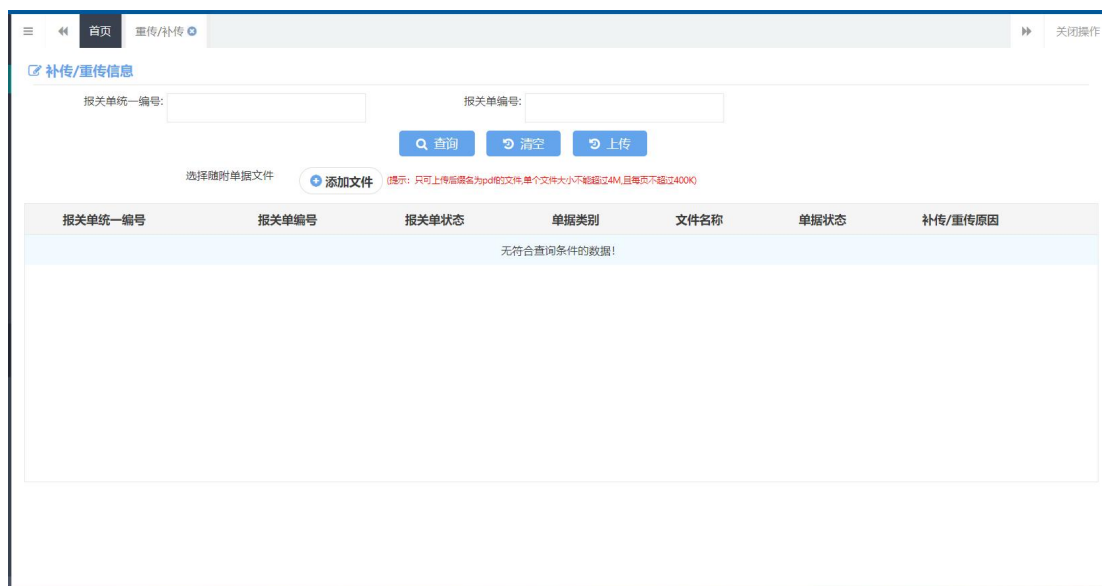 首页 重传/补传 关闭操作
补传/重传信息
报关单统一编号: 报关单编号:
查询 清空 上传
选择随附单据文件 添加文件 (提示：只可上传后缀名为pdf的文件,单个文件大小不能超过4M,且每页不超过400K)
报关单统一编号 报关单编号 报关单状态 单据类别 文件名称 单据状态 补传/重传原因
无符合查询条件的数据!